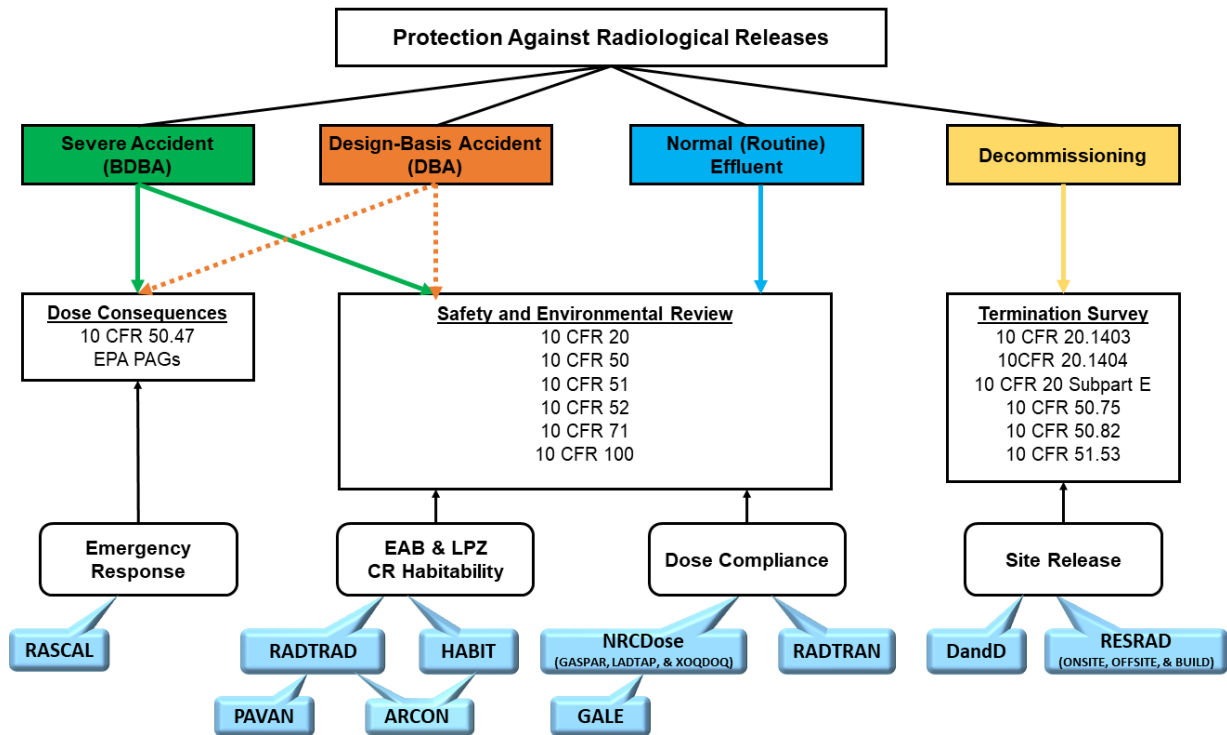 Protection Against Radiological Releases
Severe Accident
(BDBA)
Design-Basis Accident
(DBA)
Normal (Routine)
Effluent
Decommissioning
Dose Consequences
10 CFR 50.47
EPA PAGs
Safety and Environmental Review
10 CFR 20
10 CFR 50
10 CFR 51
10 CFR 52
10 CFR 71
10 CFR 100
Termination Survey
10 CFR 20.1403
10CFR 20.1404
10 CFR 20 Subpart E
10 CFR 50.75
10 CFR 50.82
10 CFR 51.53
Emergency
Response
EAB & LPZ
CR Habitability
Dose Compliance
Site Release
RASCAL
RADTRAD
HABIT
NRCDose
(GASPAR, LADTAP, & XOQDOQ)
RADTRAN
DandD
RESRAD
(ONSITE, OFFSITE, & BUILD)
PAVAN
ARCON
GALE